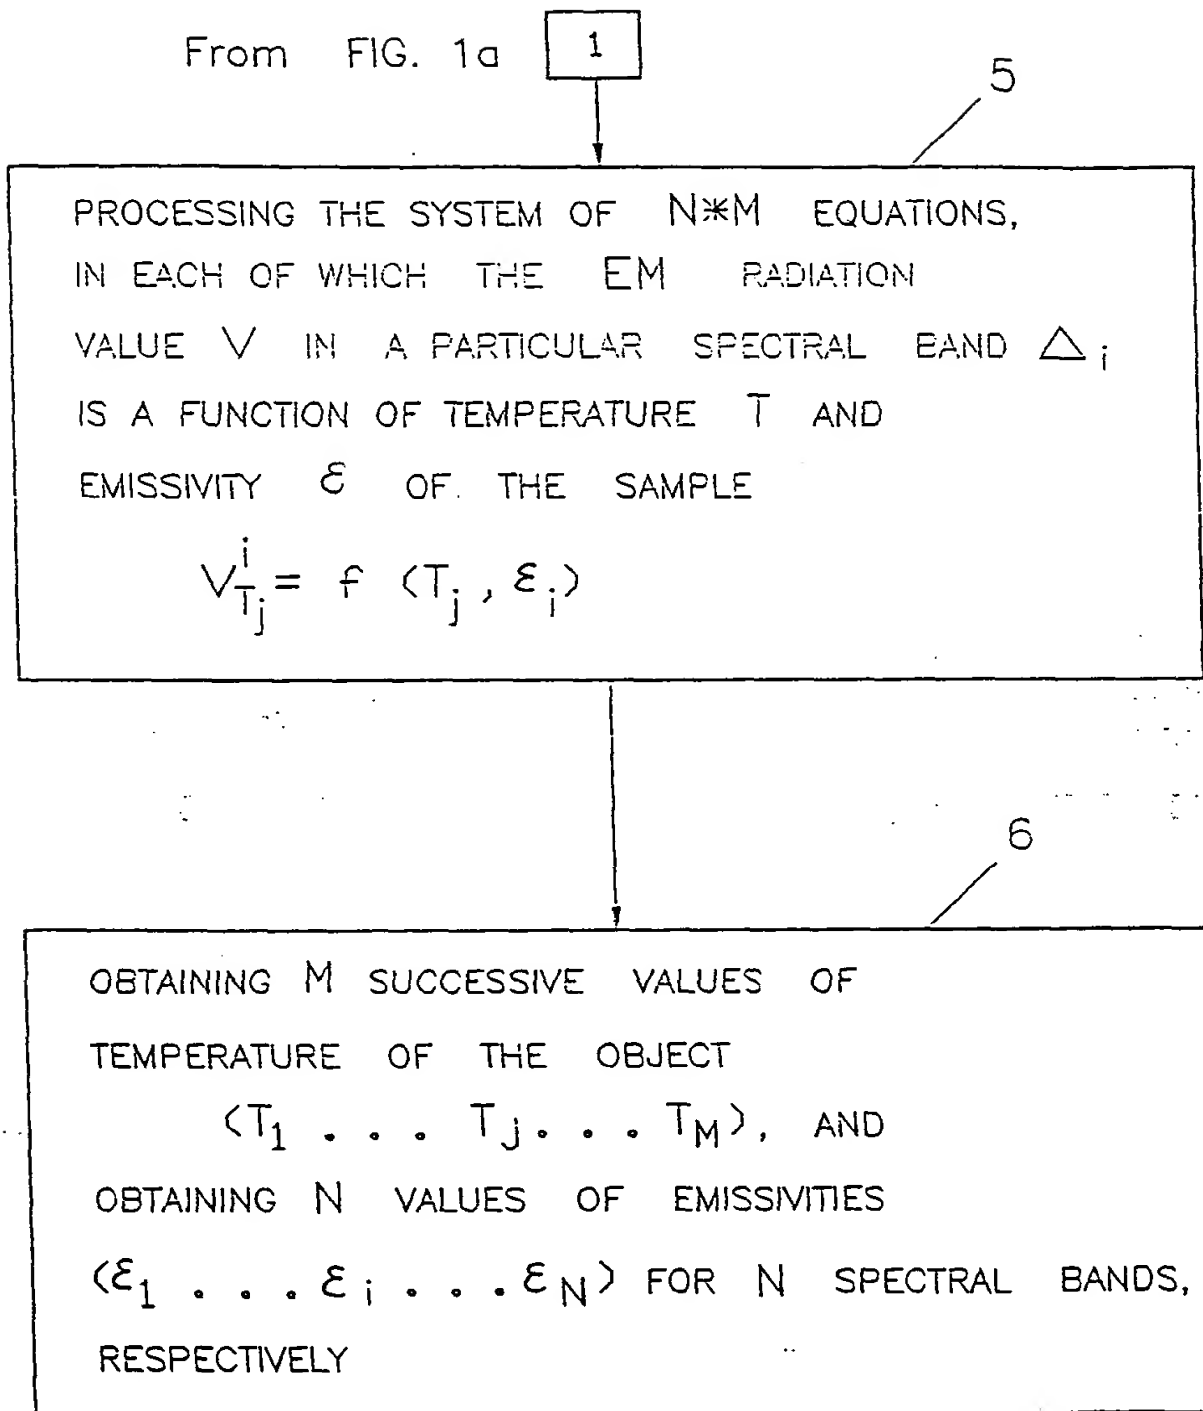 From FIG. 1a 1
5
PROCESSING THE SYSTEM OF N*M EQUATIONS,
IN EACH OF WHICH THE EM RADIATION
VALUE V IN A PARTICULAR SPECTRAL BAND Δi
IS A FUNCTION OF TEMPERATURE T AND
EMISSIVITY ε OF THE SAMPLE
V^i_Tj = f (Tj, εi)
6
OBTAINING M SUCCESSIVE VALUES OF
TEMPERATURE OF THE OBJECT
(T1 . . . Tj . . . TM), AND
OBTAINING N VALUES OF EMISSIVITIES
(ε1 . . . εi . . . εN) FOR N SPECTRAL BANDS,
RESPECTIVELY